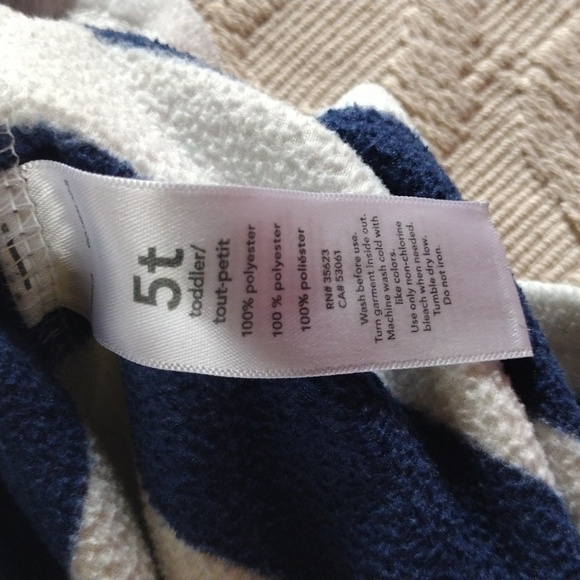 5t
toddler/
tout-petit
100% polyester
100 % polyester
100% poliéster
RN# 35623
CA# 53061
Wash before use.
Turn garment inside out.
Machine wash cold with
like colors.
Use only non-chlorine
bleach when needed.
Tumble dry low.
Do not iron.